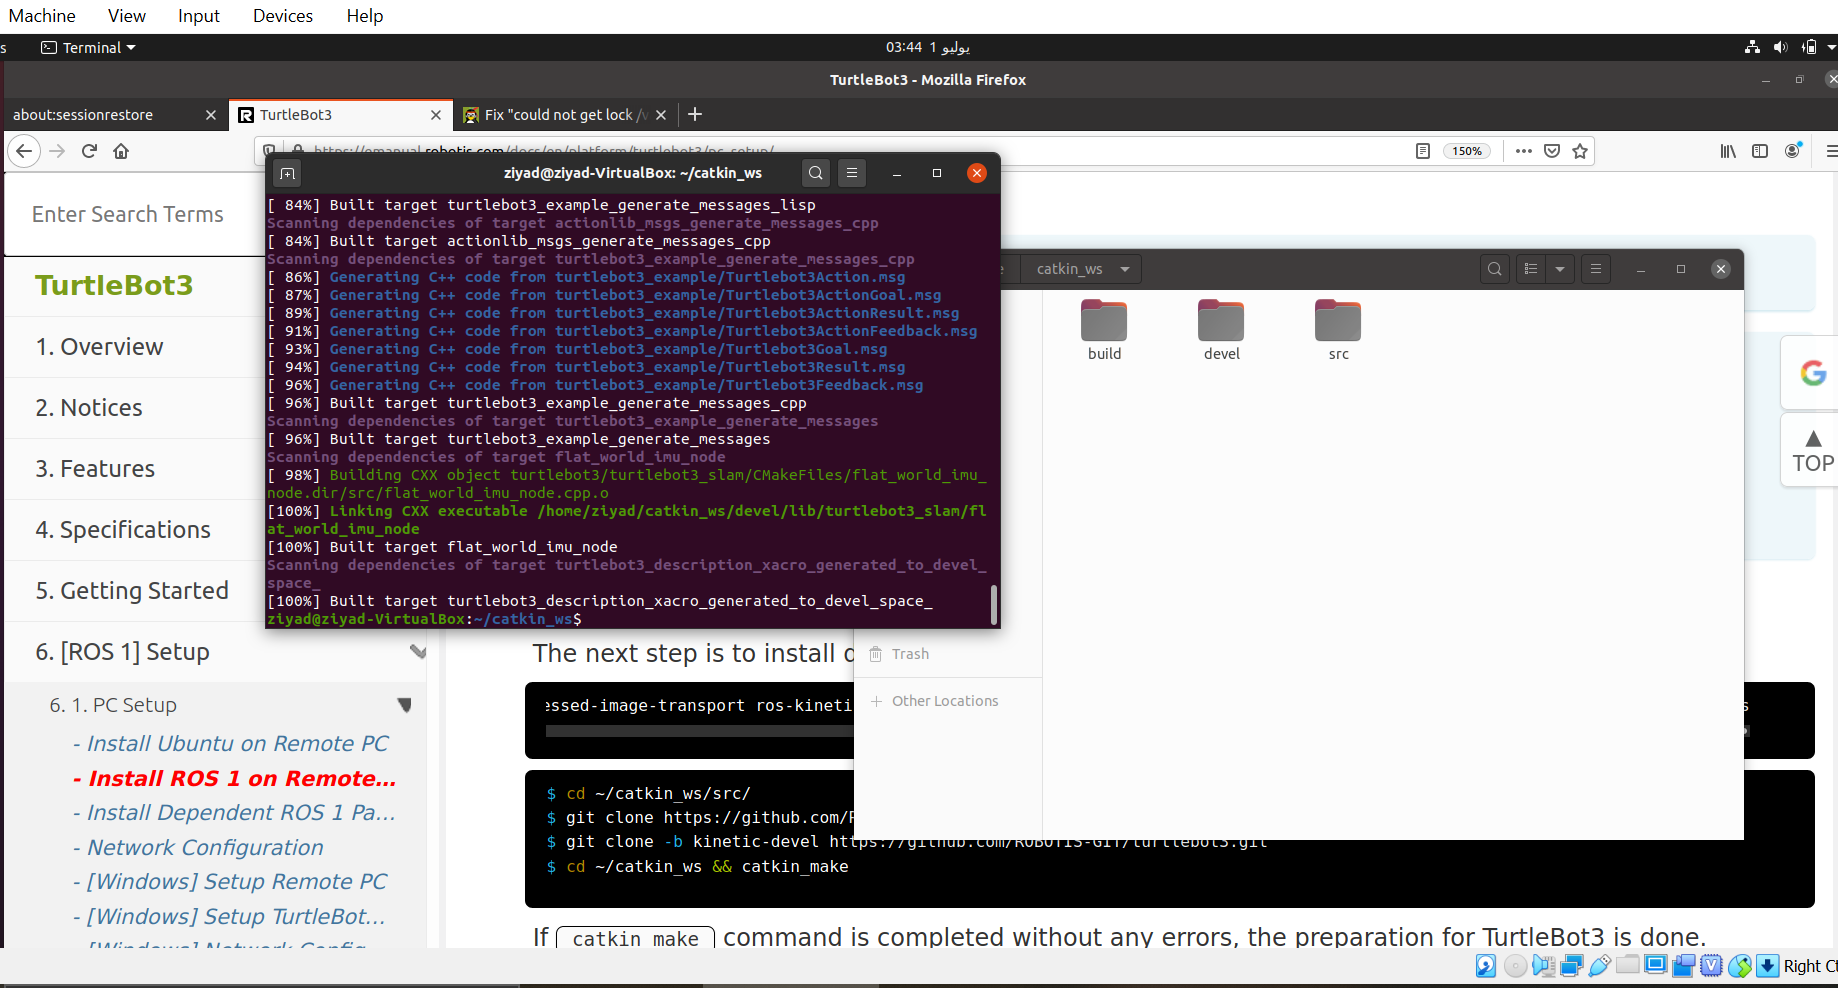 Machine View Input Devices Help
s Terminal 03:44 1 يوليو
TurtleBot3 - Mozilla Firefox
about:sessionrestore TurtleBot3 Fix "could not get lock /v
https://emanual.robotis.com/docs/en/platform/turtlebot3/pc_setup/ 150%
Enter Search Terms
TurtleBot3
1. Overview
2. Notices
3. Features
4. Specifications
5. Getting Started
6. [ROS 1] Setup
6. 1. PC Setup
- Install Ubuntu on Remote PC
- Install ROS 1 on Remote...
- Install Dependent ROS 1 Pa...
- Network Configuration
- [Windows] Setup Remote PC
- [Windows] Setup TurtleBot...
- [Windows] Network Config
ziyad@ziyad-VirtualBox: ~/catkin_ws
[ 84%] Built target turtlebot3_example_generate_messages_lisp
Scanning dependencies of target actionlib_msgs_generate_messages_cpp
[ 84%] Built target actionlib_msgs_generate_messages_cpp
Scanning dependencies of target turtlebot3_example_generate_messages_cpp
[ 86%] Generating C++ code from turtlebot3_example/Turtlebot3Action.msg
[ 87%] Generating C++ code from turtlebot3_example/Turtlebot3ActionGoal.msg
[ 89%] Generating C++ code from turtlebot3_example/Turtlebot3ActionResult.msg
[ 91%] Generating C++ code from turtlebot3_example/Turtlebot3ActionFeedback.msg
[ 93%] Generating C++ code from turtlebot3_example/Turtlebot3Goal.msg
[ 94%] Generating C++ code from turtlebot3_example/Turtlebot3Result.msg
[ 96%] Generating C++ code from turtlebot3_example/Turtlebot3Feedback.msg
[ 96%] Built target turtlebot3_example_generate_messages_cpp
Scanning dependencies of target turtlebot3_example_generate_messages
[ 96%] Built target turtlebot3_example_generate_messages
Scanning dependencies of target flat_world_imu_node
[ 98%] Building CXX object turtlebot3/turtlebot3_slam/CMakeFiles/flat_world_imu_
node.dir/src/flat_world_imu_node.cpp.o
[100%] Linking CXX executable /home/ziyad/catkin_ws/devel/lib/turtlebot3_slam/fl
at_world_imu_node
[100%] Built target flat_world_imu_node
Scanning dependencies of target turtlebot3_description_xacro_generated_to_devel_
space_
[100%] Built target turtlebot3_description_xacro_generated_to_devel_space_
ziyad@ziyad-VirtualBox:~/catkin_ws$
e catkin_ws
build devel src
Trash
+ Other Locations
TOP
The next step is to install d
essed-image-transport ros-kineti s
$ cd ~/catkin_ws/src/
$ git clone https://github.com/R
$ git clone -b kinetic-devel https://github.com/ROBOTIS-GIT/turtlebot3.git
$ cd ~/catkin_ws && catkin_make
If catkin_make command is completed without any errors, the preparation for TurtleBot3 is done.
Right Ct